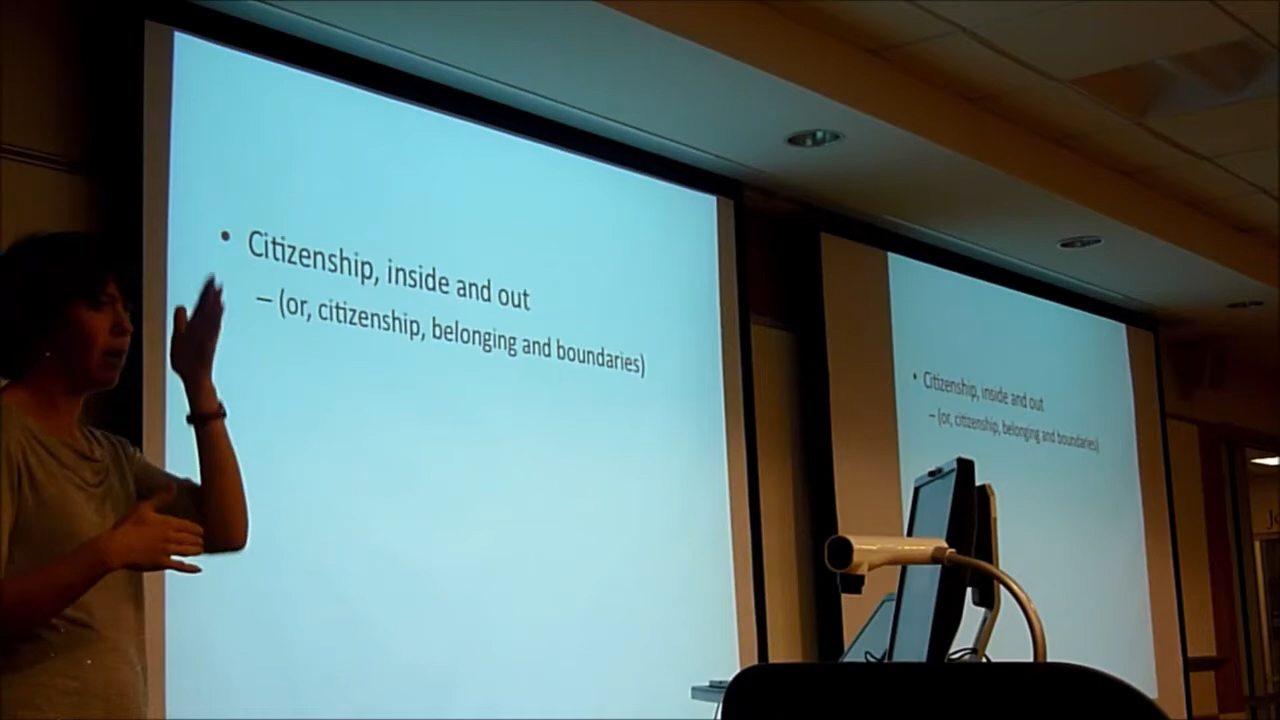 • Citizenship, inside and out
– (or, citizenship, belonging and boundaries)
• Citizenship, inside and out
– (or, citizenship, belonging and boundaries)